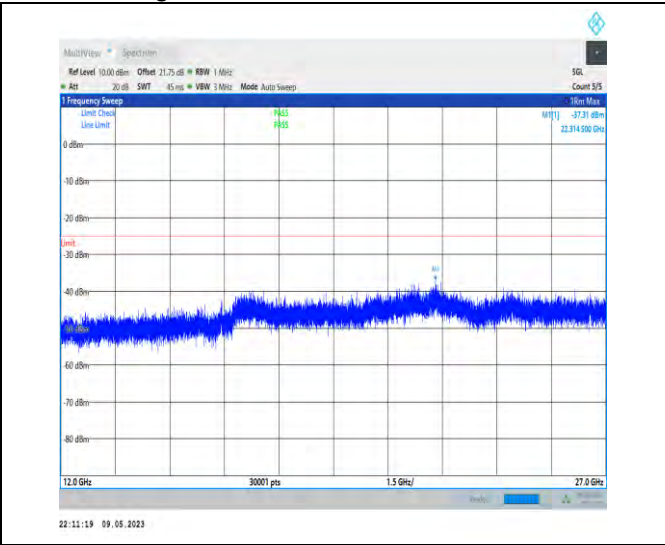 MultiView Spectrum
Ref Level 10.00 dBm Offset 21.75 dB RBW 1 MHz SGL
Att 20 dB SWT 45 ms VBW 3 MHz Mode Auto Sweep Count 5/5
1 Frequency Sweep 1Rm Max
Limit Check PASS M1[1] -37.31 dBm
Line Limit PASS 22.314 500 GHz
0 dBm
-10 dBm
-20 dBm
Limit
-30 dBm
M1
-40 dBm
-50 dBm
-60 dBm
-70 dBm
-80 dBm
12.0 GHz 30001 pts 1.5 GHz/ 27.0 GHz
22:11:19 09.05.2023